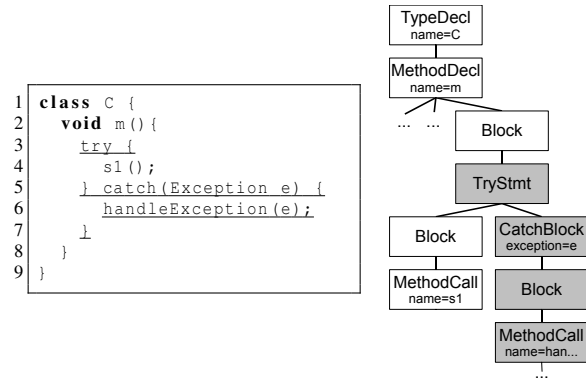 1 class C {
2 void m(){
3 try {
4 s1();
5 } catch(Exception e) {
6 handleException(e);
7 }
8 }
9 }
TypeDecl
name=C
MethodDecl
name=m
... ...
Block
TryStmt
Block
CatchBlock
exception=e
MethodCall
name=s1
Block
MethodCall
name=han...
...